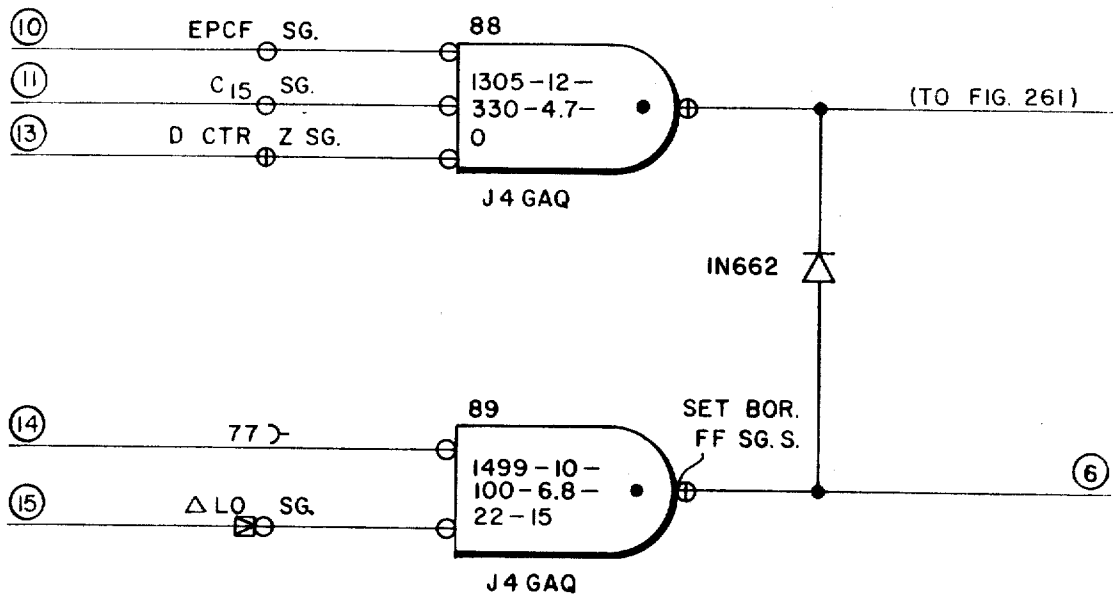 10 EPCF SG.
11 C15 SG.
13 D CTR Z SG.
88
1305-12-
330-4.7-
0
J4 GAQ
(TO FIG. 261)
IN662
14 77
15 Δ LO SG.
89
1499-10-
100-6.8-
22-15
J4 GAQ
SET BOR.
FF SG. S.
6